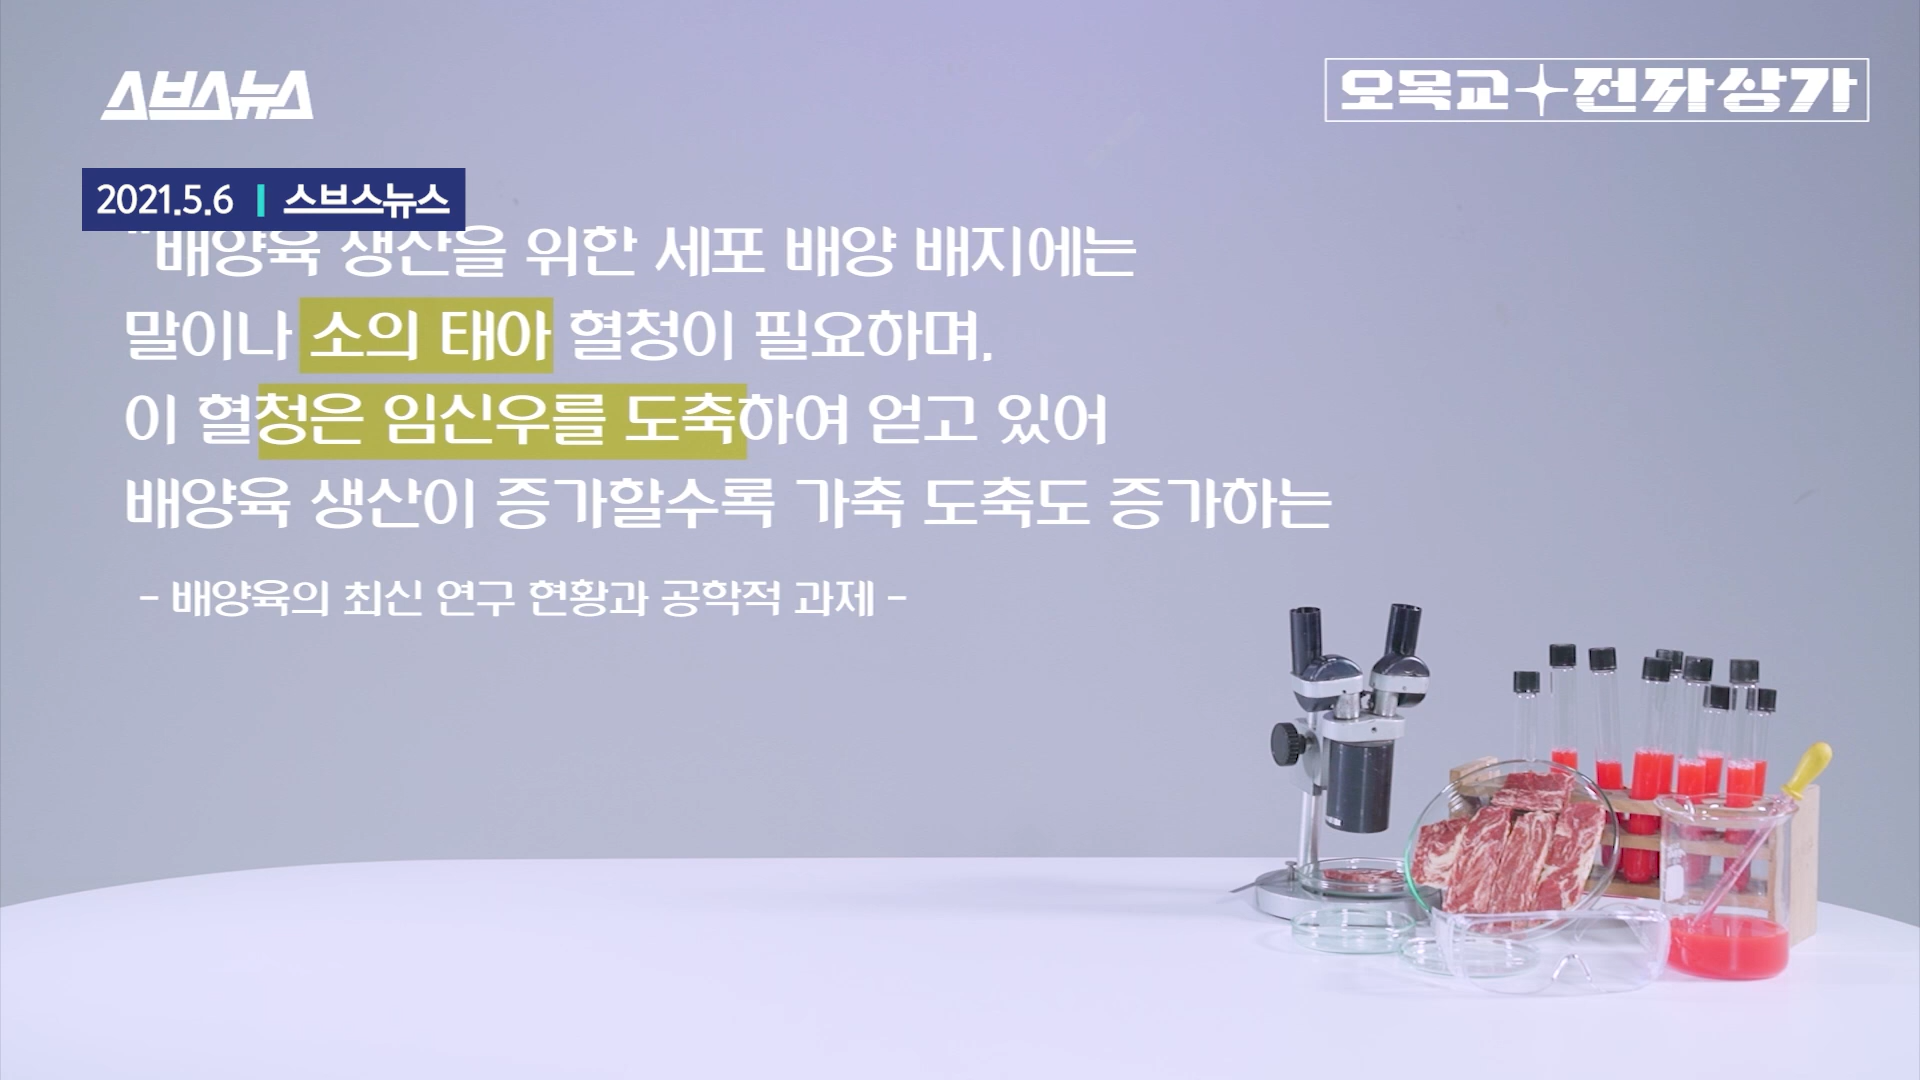 스브스뉴스
오목교 전자상가
2021.5.6 | 스브스뉴스
"배양육 생산을 위한 세포 배양 배지에는
말이나 소의 태아 혈청이 필요하며,
이 혈청은 임신우를 도축하여 얻고 있어
배양육 생산이 증가할수록 가축 도축도 증가하는
- 배양육의 최신 연구 현황과 공학적 과제 -